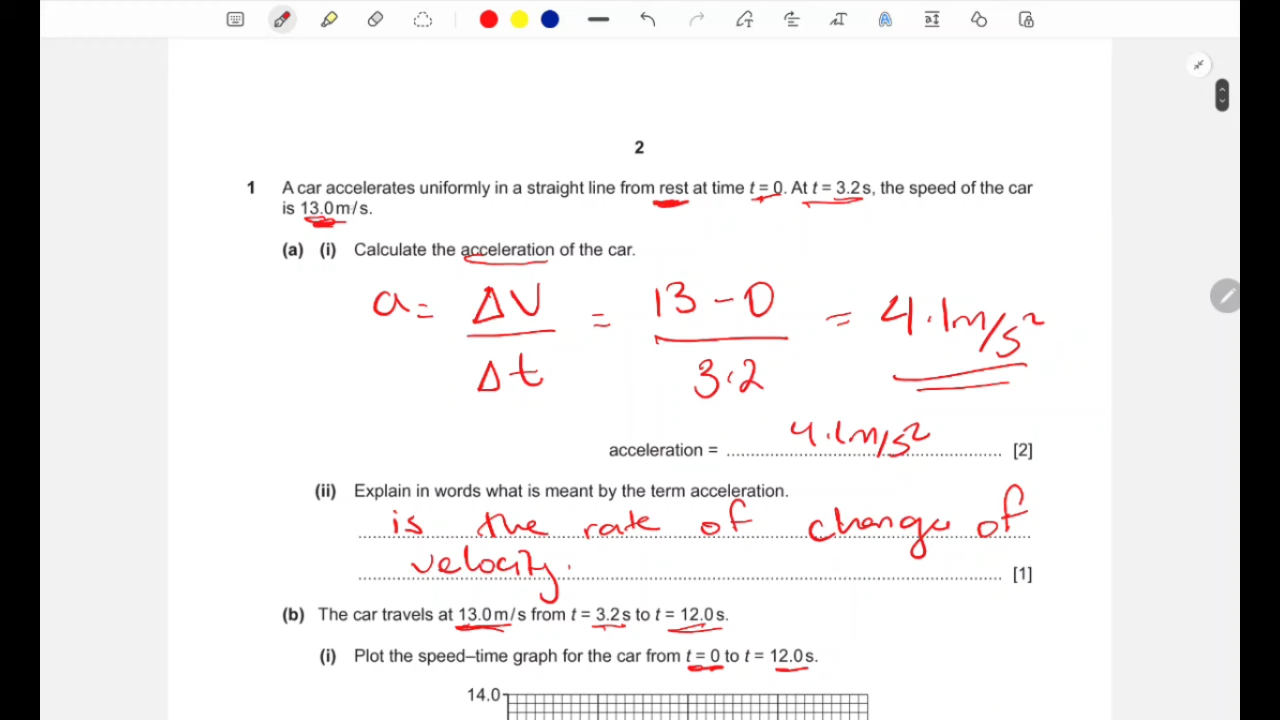 2
1 A car accelerates uniformly in a straight line from rest at time t = 0. At t = 3.2 s, the speed of the car
is 13.0 m/s.
(a) (i) Calculate the acceleration of the car.
a = ΔV / Δt = 13 - 0 / 3.2 = 4.1m/s²
4.1m/s²
acceleration = ........................................................ [2]
(ii) Explain in words what is meant by the term acceleration.
is the rate of change of
velocity. [1]
(b) The car travels at 13.0 m/s from t = 3.2 s to t = 12.0 s.
(i) Plot the speed–time graph for the car from t = 0 to t = 12.0 s.
14.0